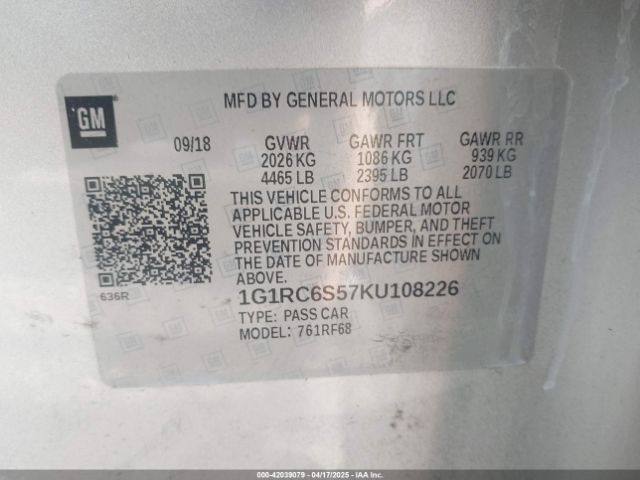 GM
MFD BY GENERAL MOTORS LLC
09/18 GVWR GAWR FRT GAWR RR
2026 KG 1086 KG 939 KG
4465 LB 2395 LB 2070 LB
THIS VEHICLE CONFORMS TO ALL
APPLICABLE U.S. FEDERAL MOTOR
VEHICLE SAFETY, BUMPER, AND THEFT
PREVENTION STANDARDS IN EFFECT ON
THE DATE OF MANUFACTURE SHOWN
ABOVE.
636R
1G1RC6S57KU108226
TYPE: PASS CAR
MODEL: 761RF68
000-42039079 - 04/17/2025 - IAA Inc.